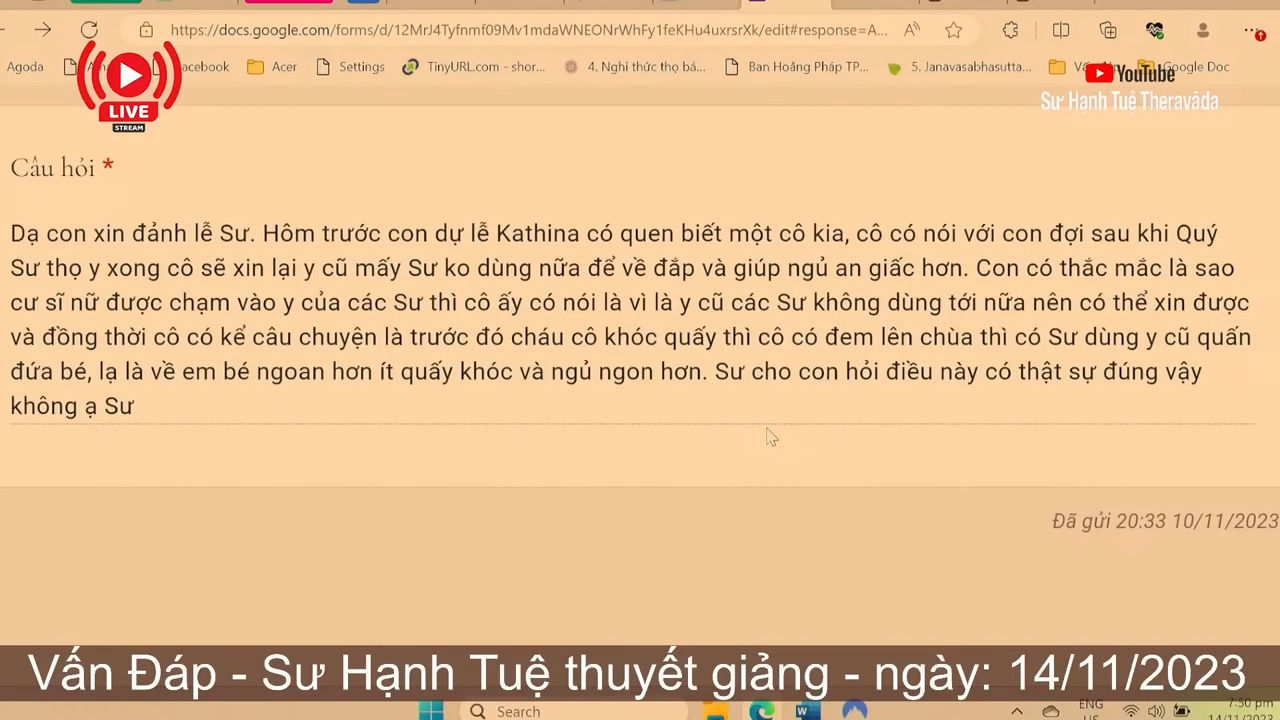 https://docs.google.com/forms/d/12MrJ4Tyfnmf09Mv1mdaWNEONrWhFy1feKHu4uxrsrXk/edit#response=A...
Agoda
Facebook
Acer
Settings
TinyURL.com - shor...
4. Nghi thức thọ bá...
Ban Hoằng Pháp TP...
5. Janavasabhasutta...
Google Doc
LIVE
STREAM
YouTube
Sư Hạnh Tuệ Theravāda
Câu hỏi *
Dạ con xin đảnh lễ Sư. Hôm trước con dự lễ Kathina có quen biết một cô kia, cô có nói với con đợi sau khi Quý
Sư thọ y xong cô sẽ xin lại y cũ mấy Sư ko dùng nữa để về đắp và giúp ngủ an giấc hơn. Con có thắc mắc là sao
cư sĩ nữ được chạm vào y của các Sư thì cô ấy có nói là vì là y cũ các Sư không dùng tới nữa nên có thể xin được
và đồng thời cô có kể câu chuyện là trước đó cháu cô khóc quấy thì cô có đem lên chùa thì có Sư dùng y cũ quấn
đứa bé, lạ là về em bé ngoan hơn ít quấy khóc và ngủ ngon hơn. Sư cho con hỏi điều này có thật sự đúng vậy
không ạ Sư
Đã gửi 20:33 10/11/2023
Vấn Đáp - Sư Hạnh Tuệ thuyết giảng - ngày: 14/11/2023
Search
ENG
7:50 pm